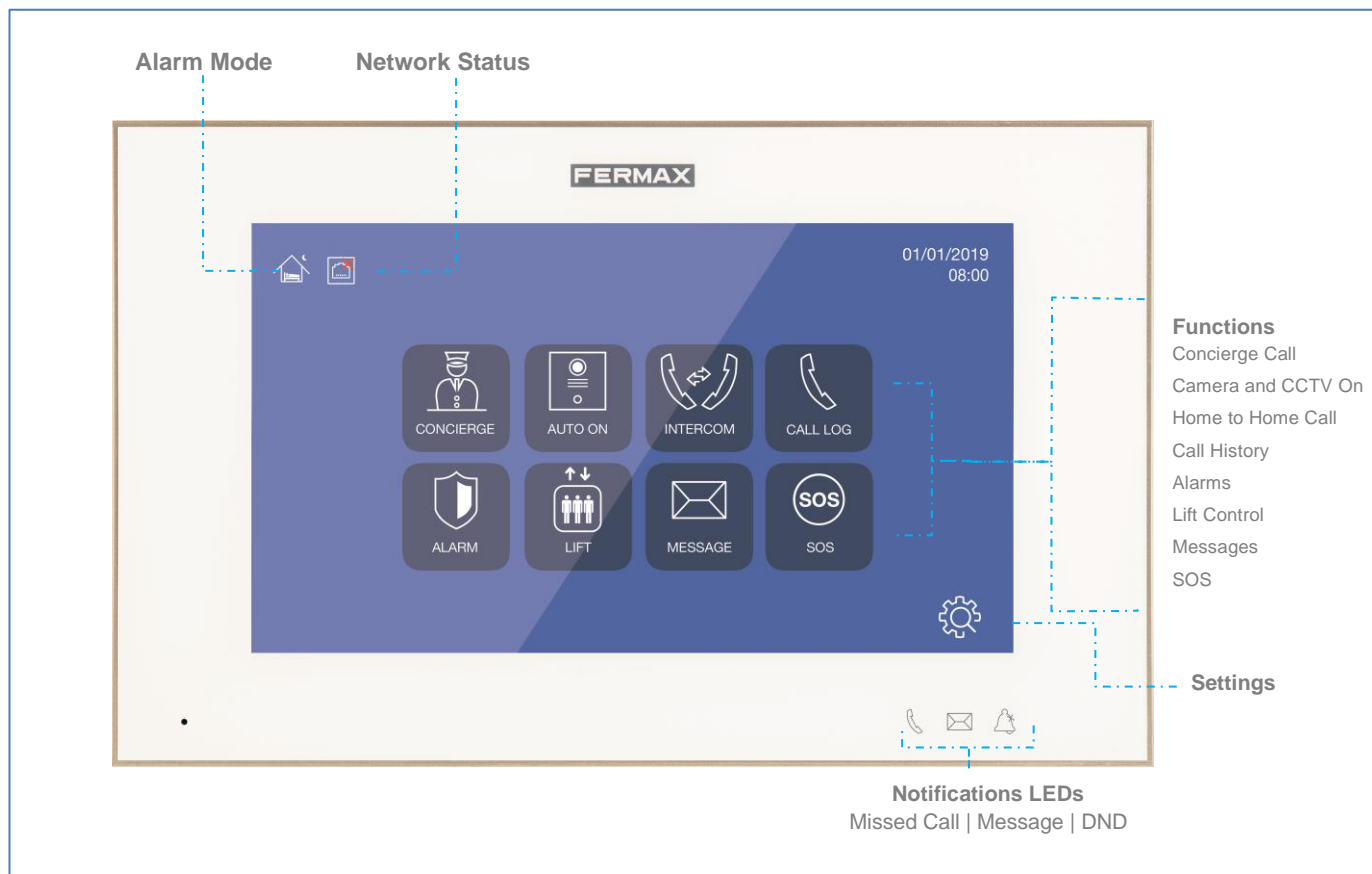 Alarm Mode
Network Status
FERMAX
01/01/2019
08:00
CONCIERGE
AUTO ON
INTERCOM
CALL LOG
ALARM
LIFT
MESSAGE
SOS
SOS
Functions
Concierge Call
Camera and CCTV On
Home to Home Call
Call History
Alarms
Lift Control
Messages
SOS
Settings
Notifications LEDs
Missed Call | Message | DND